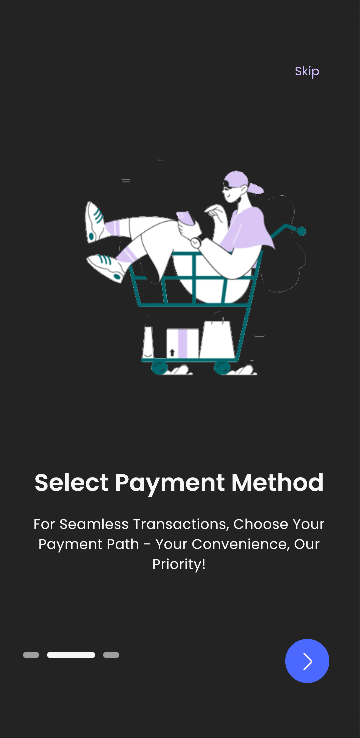 Skip
Select Payment Method
For Seamless Transactions, Choose Your
Payment Path - Your Convenience, Our
Priority!